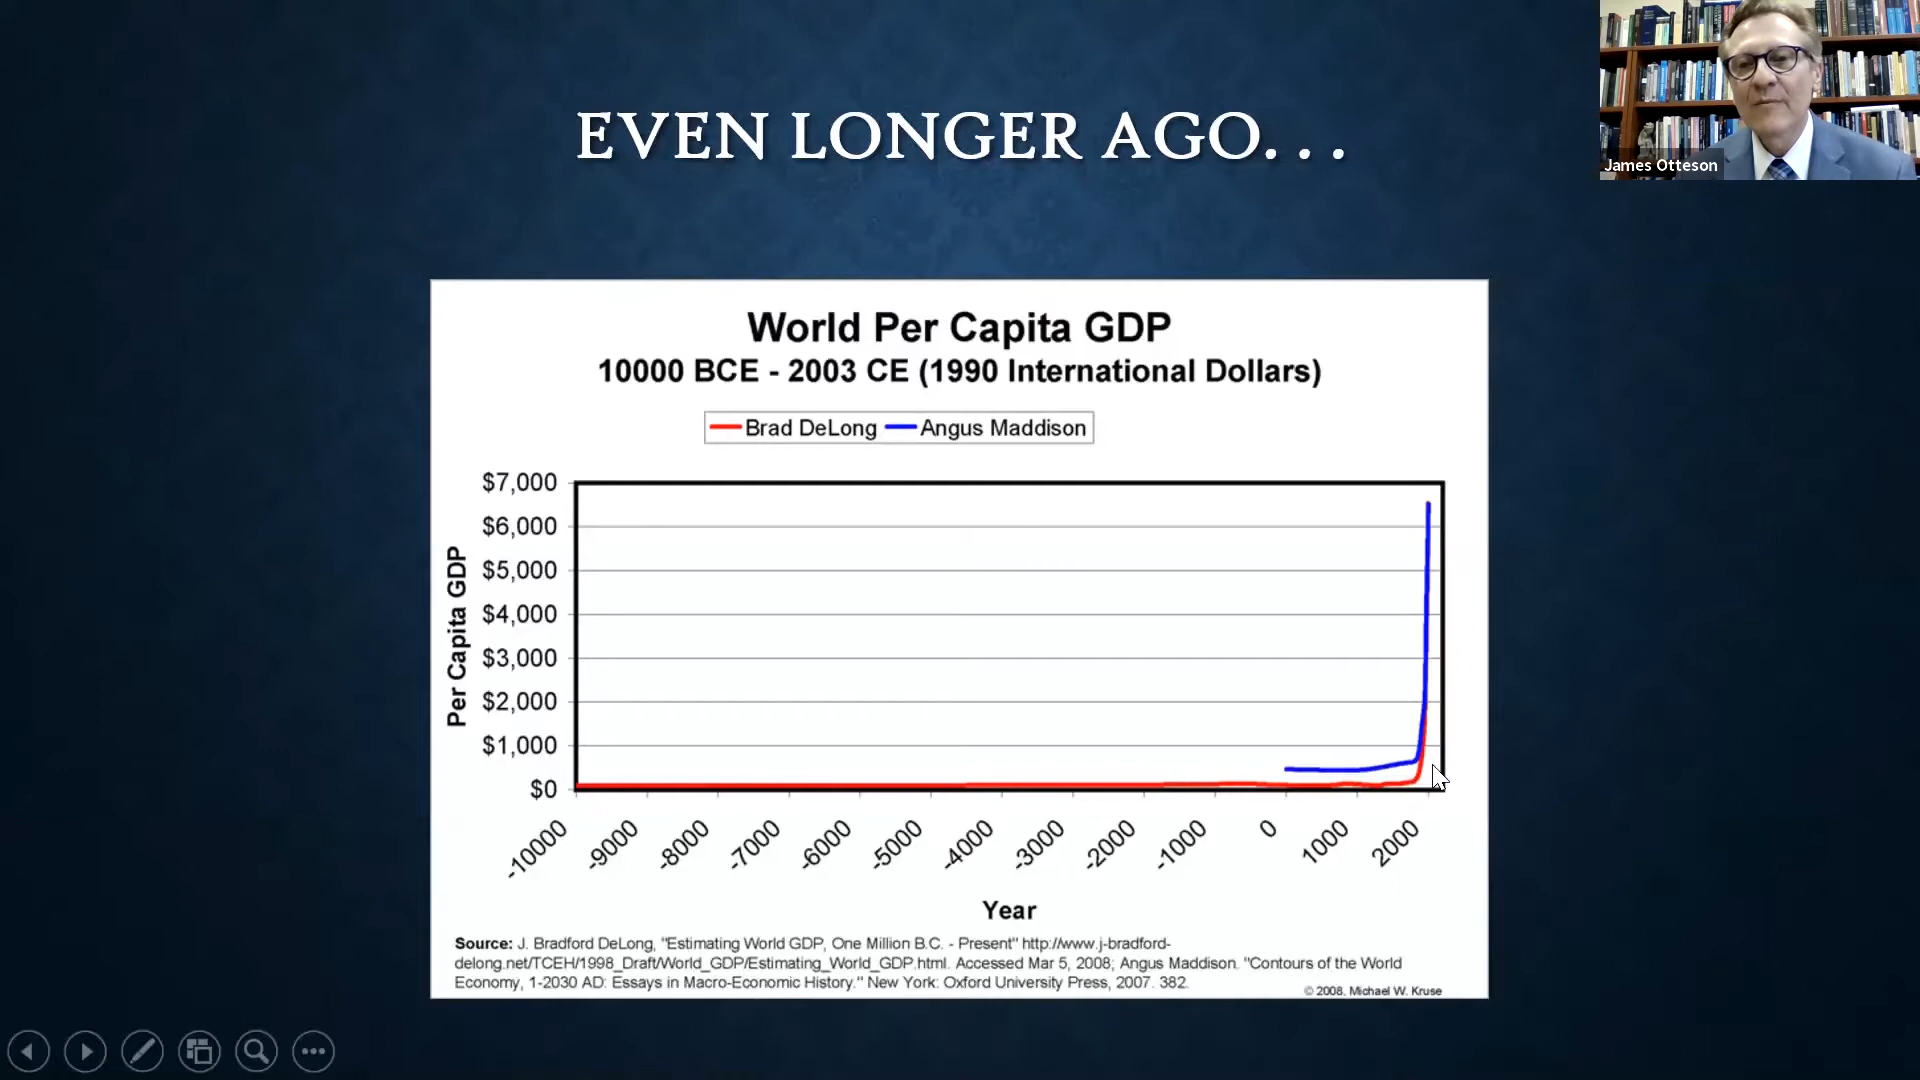 EVEN LONGER AGO. . .
James Otteson
World Per Capita GDP
10000 BCE - 2003 CE (1990 International Dollars)
Brad DeLong Angus Maddison
$7,000
$6,000
$5,000
$4,000
$3,000
$2,000
$1,000
$0
Per Capita GDP
-10000 -9000 -8000 -7000 -6000 -5000 -4000 -3000 -2000 -1000 0 1000 2000
Year
Source: J. Bradford DeLong, "Estimating World GDP, One Million B.C. - Present" http://www.j-bradford-
delong.net/TCEH/1998_Draft/World_GDP/Estimating_World_GDP.html. Accessed Mar 5, 2008; Angus Maddison. "Contours of the World
Economy, 1-2030 AD: Essays in Macro-Economic History." New York: Oxford University Press, 2007. 382.
© 2008, Michael W. Kruse